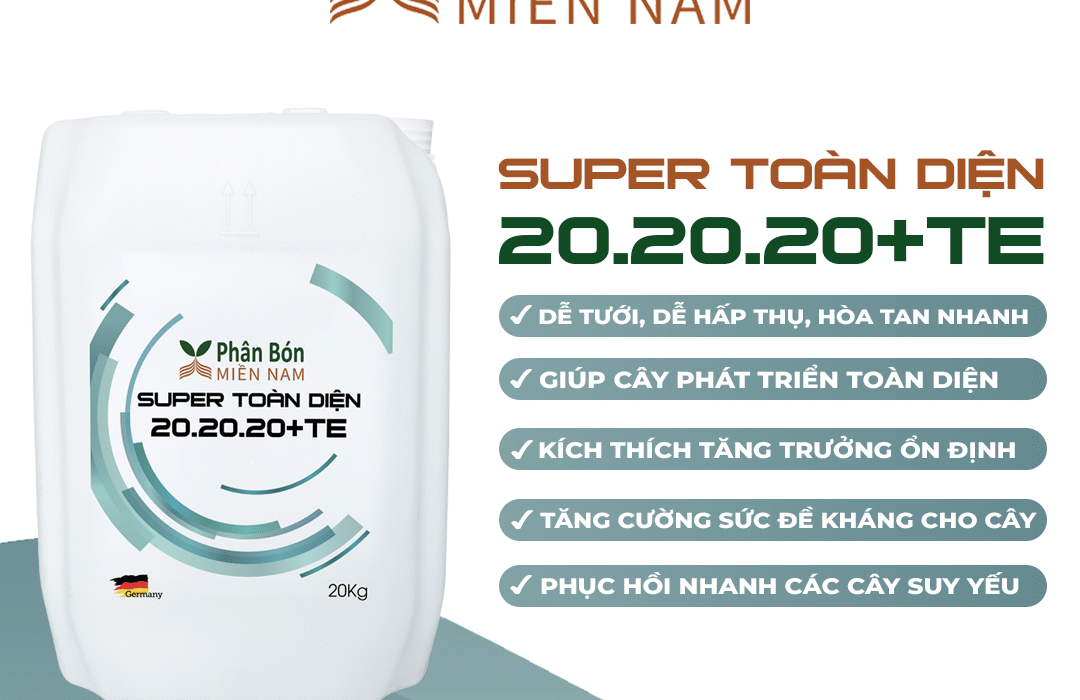 MIỀN NAM
SUPER TOÀN DIỆN
20.20.20+TE
✓ DỄ TƯỚI, DỄ HẤP THỤ, HÒA TAN NHANH
✓ GIÚP CÂY PHÁT TRIỂN TOÀN DIỆN
✓ KÍCH THÍCH TĂNG TRƯỞNG ỔN ĐỊNH
✓ TĂNG CƯỜNG SỨC ĐỀ KHÁNG CHO CÂY
✓ PHỤC HỒI NHANH CÁC CÂY SUY YẾU
Phân Bón
MIỀN NAM
SUPER TOÀN DIỆN
20.20.20+TE
Germany
20Kg